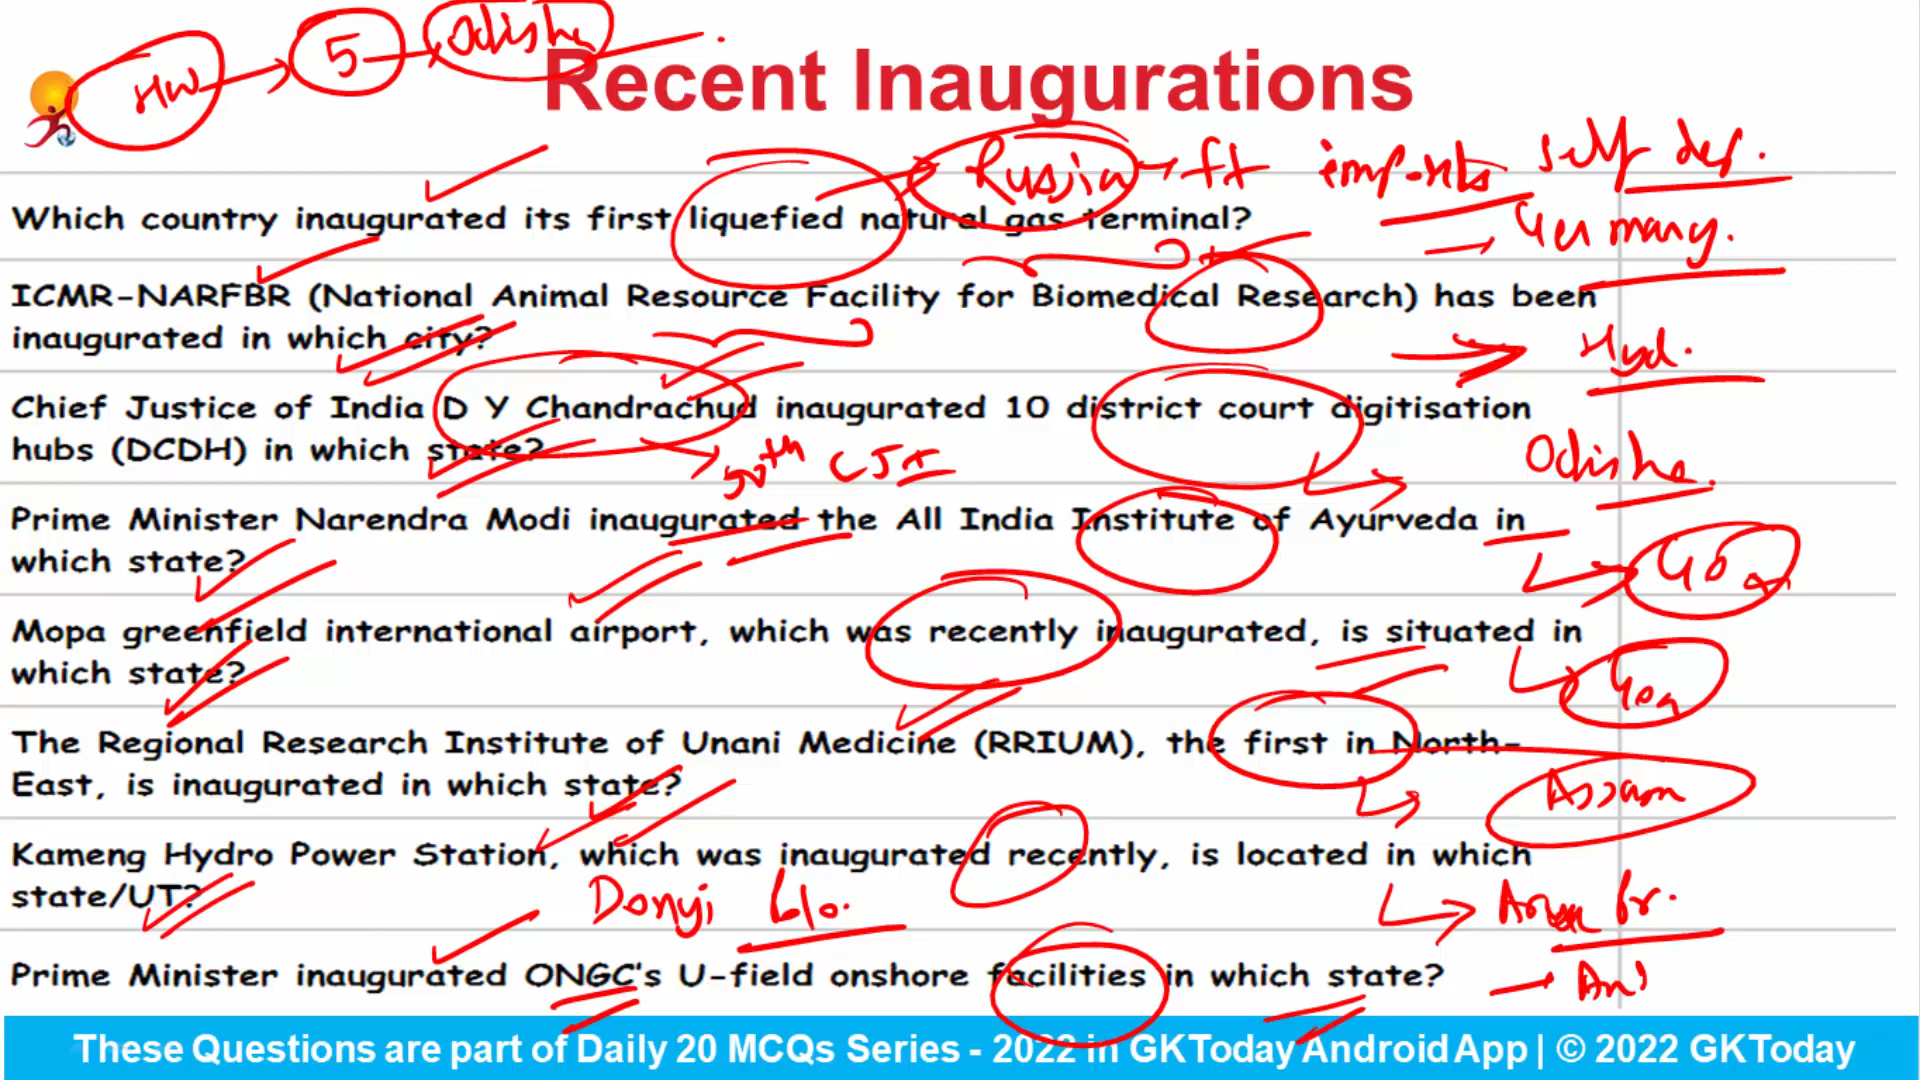 HW 5 Odisha
Recent Inaugurations
Russia ft imports self dep.
Which country inaugurated its first liquefied natural gas terminal?
Germany.
ICMR-NARFBR (National Animal Resource Facility for Biomedical Research) has been
inaugurated in which city?
Hyd.
Chief Justice of India D Y Chandrachud inaugurated 10 district court digitisation
hubs (DCDH) in which state?
50th CJI
Odisha.
Prime Minister Narendra Modi inaugurated the All India Institute of Ayurveda in
which state?
Goa
Mopa greenfield international airport, which was recently inaugurated, is situated in
which state?
Goa
The Regional Research Institute of Unani Medicine (RRIUM), the first in North-
East, is inaugurated in which state?
Assam
Kameng Hydro Power Station, which was inaugurated recently, is located in which
state/UT?
Donyi Polo.
Prime Minister inaugurated ONGC's U-field onshore facilities in which state?
These Questions are part of Daily 20 MCQs Series - 2022 in GKToday Android App | © 2022 GKToday